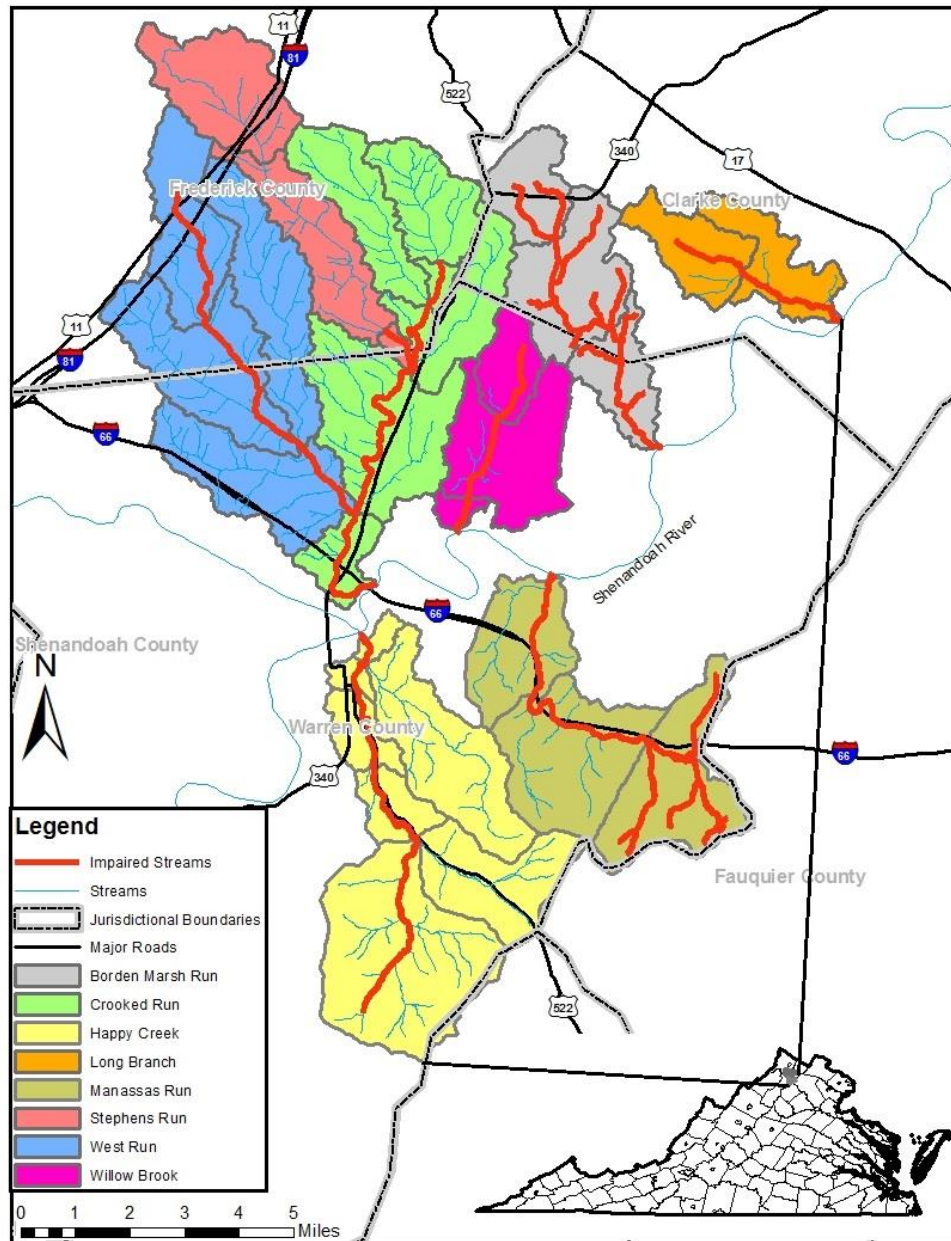 11
81
522
340
17
Frederick County
Clarke County
11
81
66
Shenandoah River
66
Shenandoah County
N
Warren County
66
340
Fauquier County
522
Legend
Impaired Streams
Streams
Jurisdictional Boundaries
Major Roads
Borden Marsh Run
Crooked Run
Happy Creek
Long Branch
Manassas Run
Stephens Run
West Run
Willow Brook
0 1 2 3 4 5
Miles